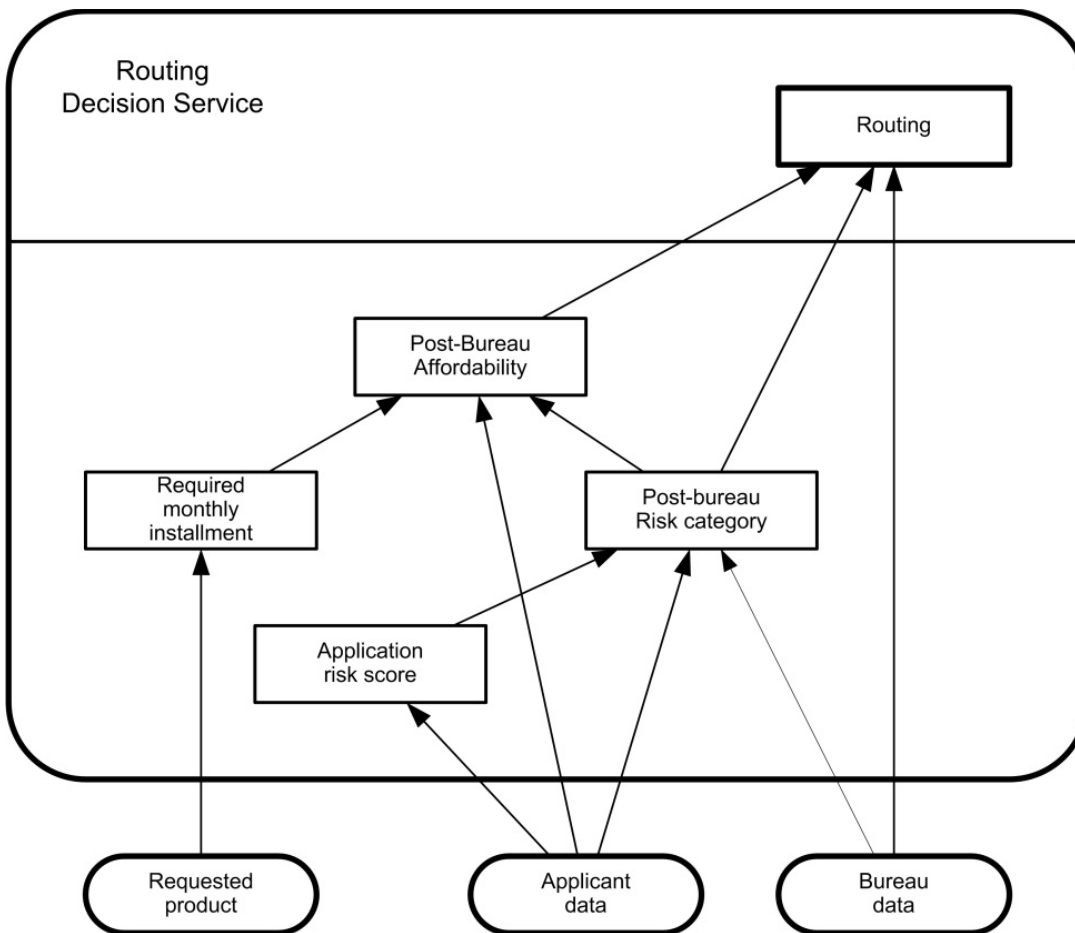 Routing
Decision Service
Routing
Post-Bureau
Affordability
Required
monthly
installment
Post-bureau
Risk category
Application
risk score
Requested
product
Applicant
data
Bureau
data